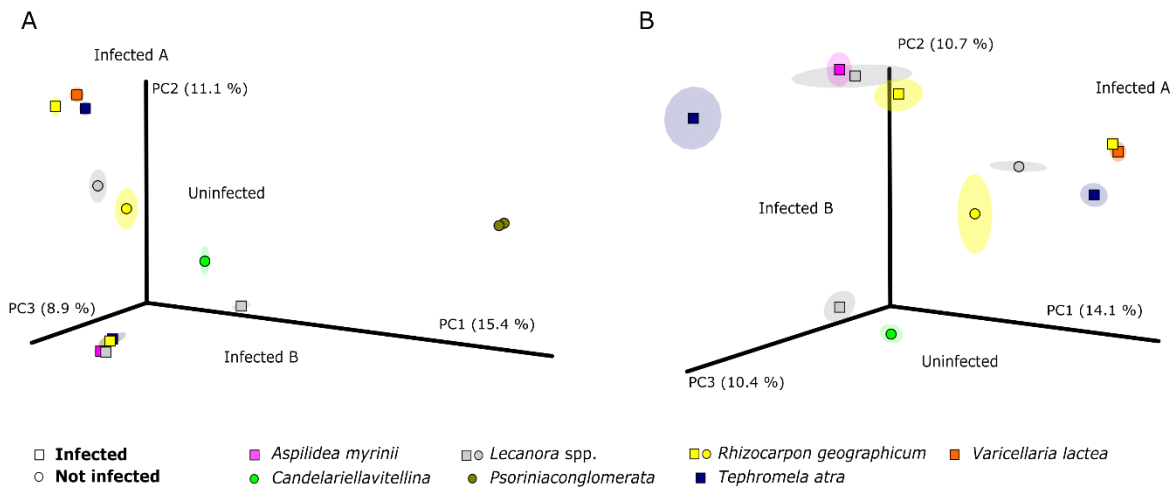 A
B
Infected A
PC2 (11.1 %)
Uninfected
PC3 (8.9 %)
PC1 (15.4 %)
Infected B
PC2 (10.7 %)
Infected A
Infected B
PC1 (14.1 %)
PC3 (10.4 %)
Uninfected
Infected
Not infected
Aspilidea myrinii
Lecanora spp.
Rhizocarpon geographicum
Varicellaria lactea
Candelariellavitellina
Psoriniaconglomerata
Tephromela atra